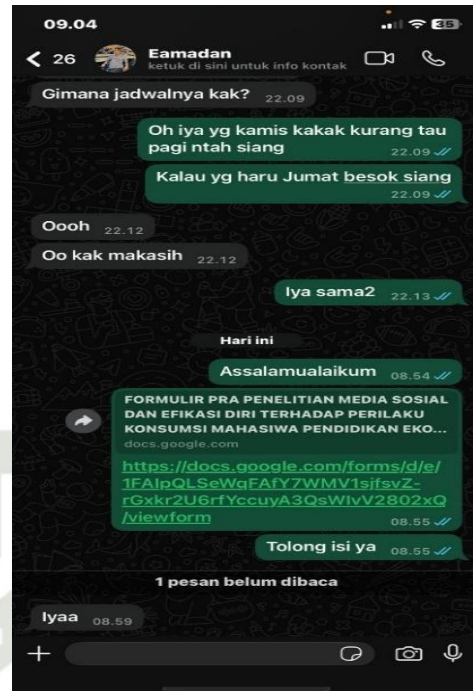 09.04
35
26
Eamadan
ketuk di sini untuk info kontak
Gimana jadwalnya kak? 22.09
Oh iya yg kamis kakak kurang tau
pagi ntah siang
22.09
Kalau yg haru Jumat besok siang
22.09
Oooh 22.12
Oo kak makasih 22.12
Iya sama2 22.13
Hari ini
Assalamualaikum 08.54
FORMULIR PRA PENELITIAN MEDIA SOSIAL
DAN EFIKASI DIRI TERHADAP PERILAKU
KONSUMSI MAHASISWA PENDIDIKAN EKO...
docs.google.com
https://docs.google.com/forms/d/e/
1FAIpQLSeWqFAfY7WMV1sjfsvZ-
rGxkr2U6rfYccuyA3QsWIvV2802xQ
/viewform
08.55
Tolong isi ya 08.55
1 pesan belum dibaca
Iyaa 08.59